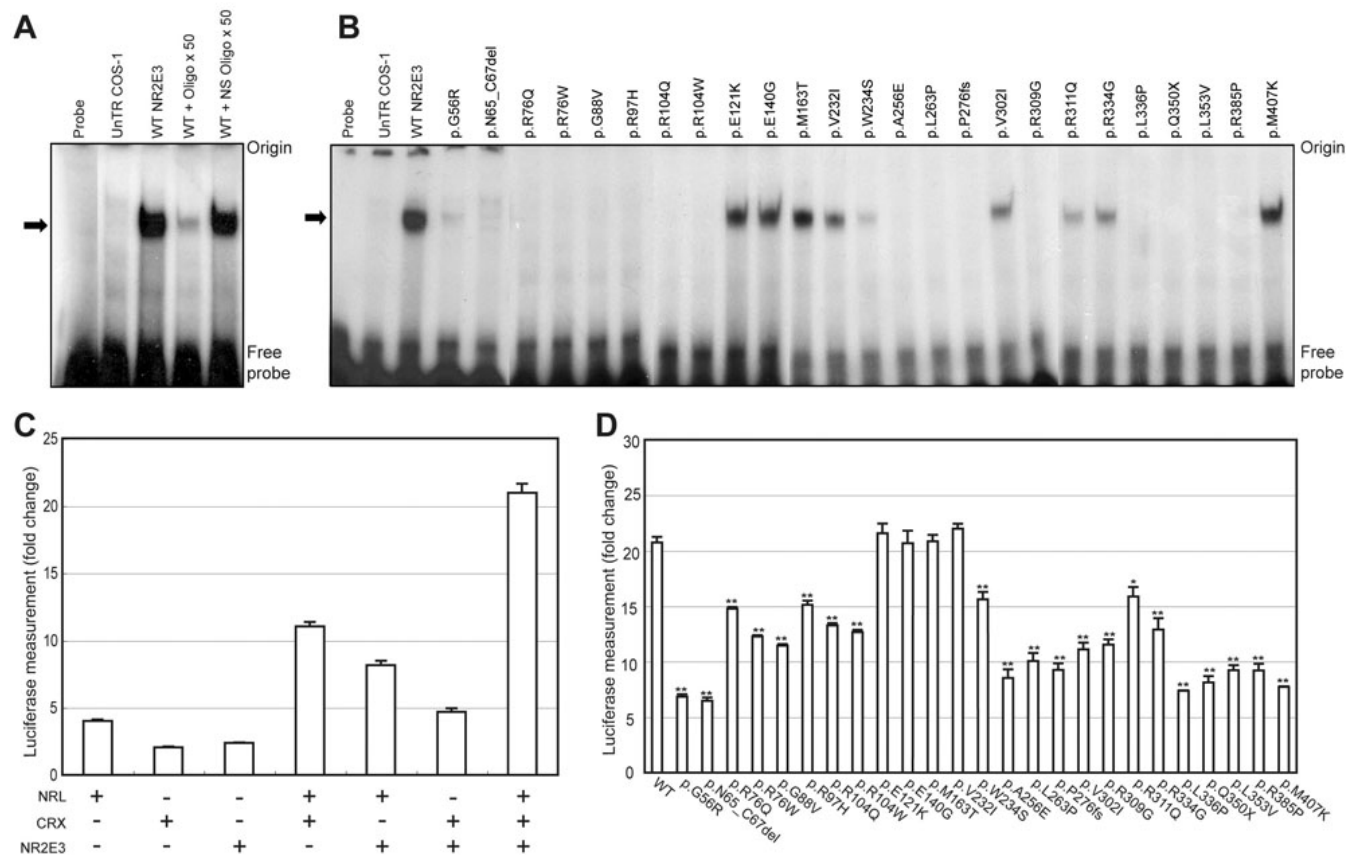 A
Probe
UnTR COS-1
WT NR2E3
WT + Oligo x 50
WT + NS Oligo x 50
Origin
Free
probe
B
Probe
UnTR COS-1
WT NR2E3
p.G56R
p.N65_C67del
p.R76Q
p.R76W
p.G88V
p.R97H
p.R104Q
p.R104W
p.E121K
p.E140G
p.M163T
p.V232I
p.W234S
p.A256E
p.L263P
p.P276fs
p.V302I
p.R309G
p.R311Q
p.R334G
p.L336P
p.Q350X
p.L353V
p.R385P
p.M407K
Origin
Free
probe
C
Luciferase measurement (fold change)
25
20
15
10
5
0
NRL + - - + + - +
CRX - + - + - + +
NR2E3 - - + - + + +
D
Luciferase measurement (fold change)
30
25
20
15
10
5
0
** ** ** ** ** ** ** ** ** ** ** ** ** ** * ** ** ** ** ** **
WT
p.G56R
p.N65_C67del
p.R76Q
p.R76W
p.G88V
p.R97H
p.R104Q
p.R104W
p.E121K
p.E140G
p.M163T
p.V232I
p.W234S
p.A256E
p.L263P
p.P276fs
p.V302I
p.R309G
p.R311Q
p.R334G
p.L336P
p.Q350X
p.L353V
p.R385P
p.M407K